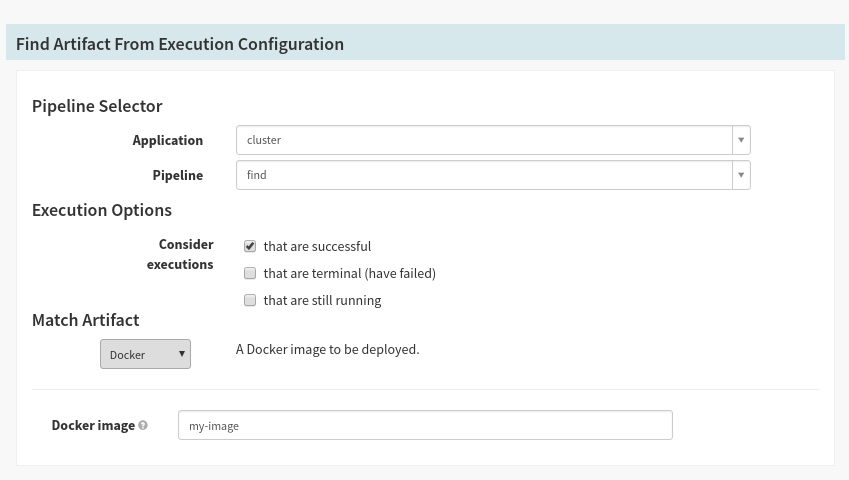 Find Artifact From Execution Configuration
Pipeline Selector
Application cluster
Pipeline find
Execution Options
Consider executions
that are successful
that are terminal (have failed)
that are still running
Match Artifact
Docker A Docker image to be deployed.
Docker image my-image